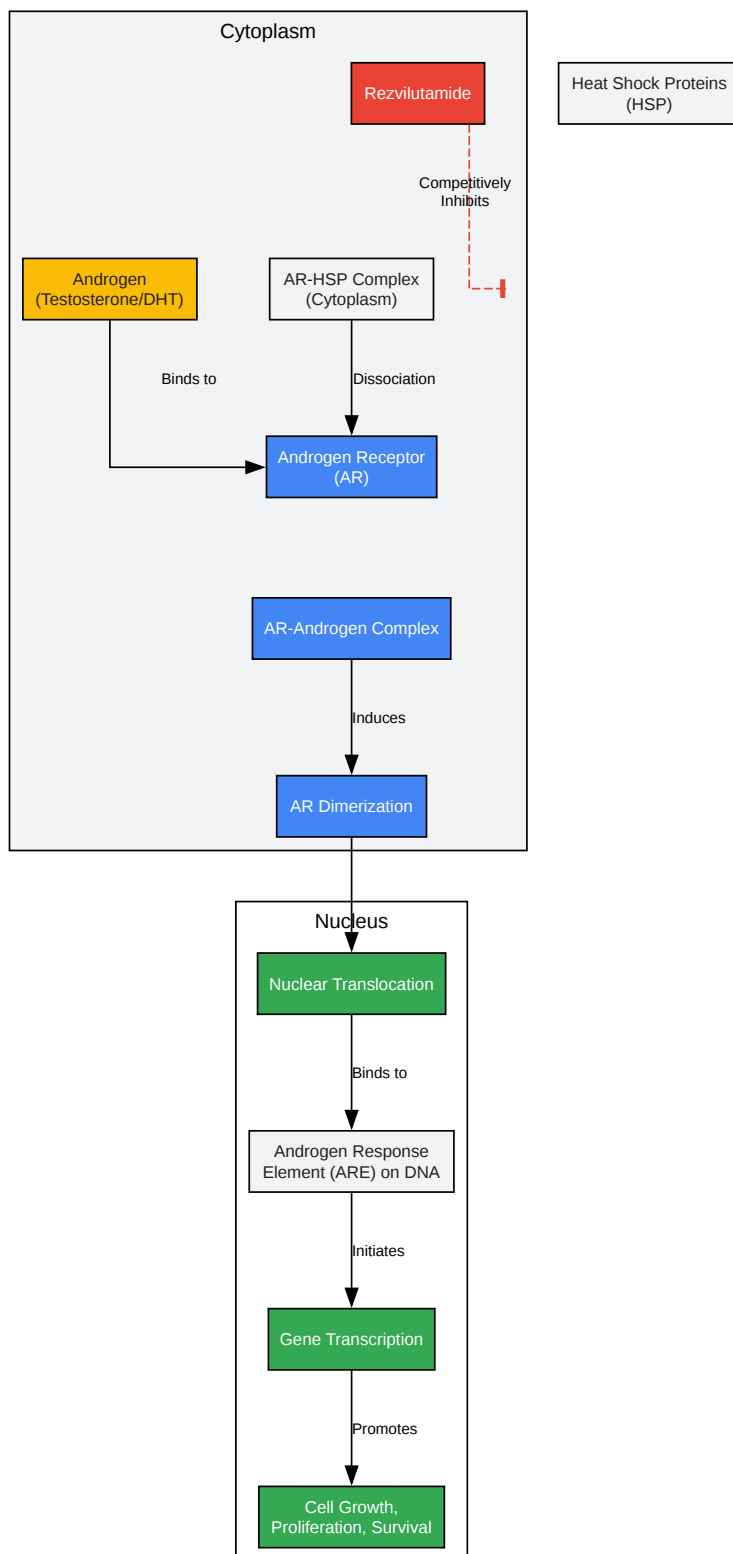 Cytoplasm
Rezvilutamide
Heat Shock Proteins
(HSP)
Competitively
Inhibits
Androgen
(Testosterone/DHT)
AR-HSP Complex
(Cytoplasm)
Binds to
Dissociation
Androgen Receptor
(AR)
AR-Androgen Complex
Induces
AR Dimerization
Nucleus
Nuclear Translocation
Binds to
Androgen Response
Element (ARE) on DNA
Initiates
Gene Transcription
Promotes
Cell Growth,
Proliferation, Survival